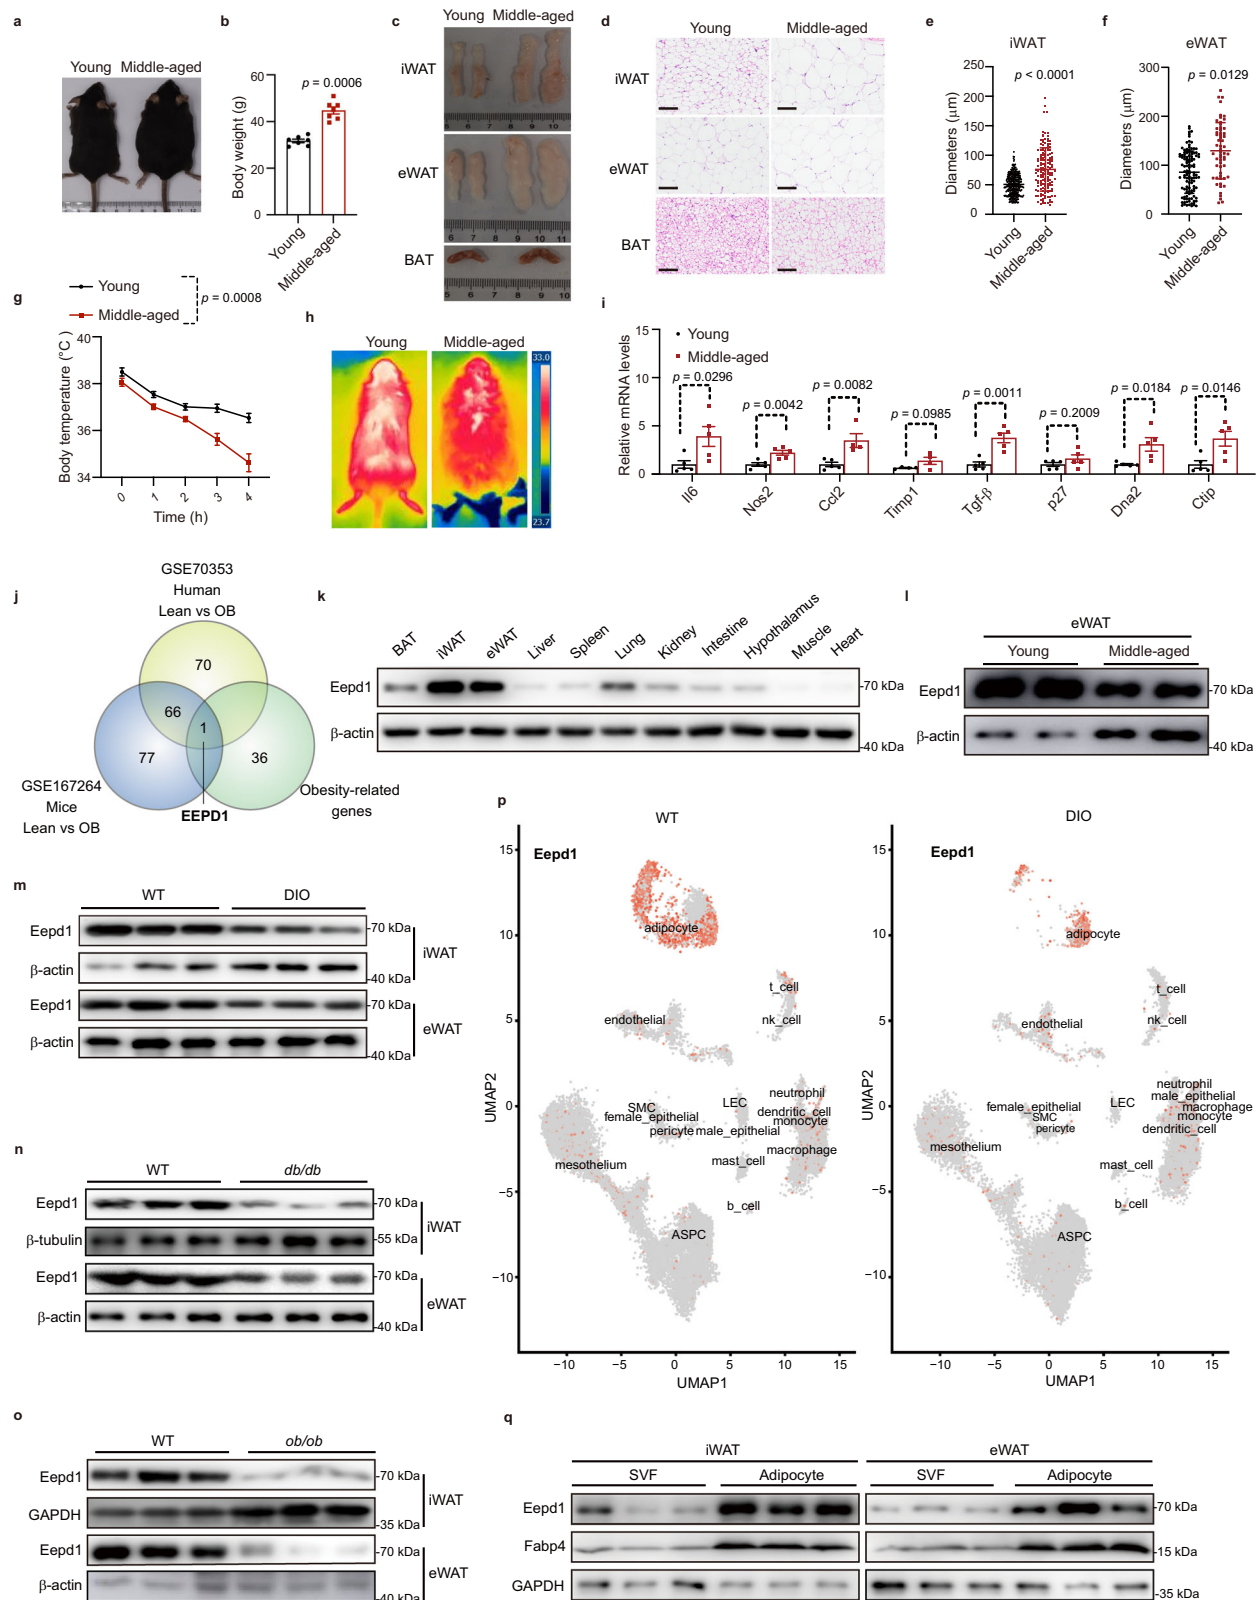 a
Young Middle-aged
b
p = 0.0006
Body weight (g)
60
40
20
0
Young
Middle-aged
c
Young Middle-aged
iWAT
eWAT
BAT
d
Young Middle-aged
iWAT
eWAT
BAT
e
iWAT
p < 0.0001
Diameters (μm)
250
200
150
100
50
0
Young
Middle-aged
f
eWAT
p = 0.0129
Diameters (μm)
300
200
100
0
Young
Middle-aged
g
Young
Middle-aged
p = 0.0008
Body temperature (°C )
40
38
36
34
0 1 2 3 4
Time (h)
h
Young Middle-aged
33.0
23.7
i
Young
Middle-aged
Relative mRNA levels
15
10
5
0
p = 0.0296
p = 0.0042
p = 0.0082
p = 0.0985
p = 0.0011
p = 0.2009
p = 0.0184
p = 0.0146
Il6
Nos2
Ccl2
Timp1
Tgf-β
p27
Dna2
Ctip
j
GSE70353
Human
Lean vs OB
70
66
1
77
36
GSE167264
Mice
Lean vs OB
EEPD1
Obesity-related
genes
k
BAT iWAT eWAT Liver Spleen Lung Kidney Intestine Hypothalamus Muscle Heart
Eepd1
-70 kDa
β-actin
-40 kDa
l
eWAT
Young Middle-aged
Eepd1
-70 kDa
β-actin
-40 kDa
m
WT DIO
Eepd1
-70 kDa
β-actin
-40 kDa
iWAT
Eepd1
-70 kDa
β-actin
-40 kDa
eWAT
n
WT db/db
Eepd1
-70 kDa
β-tubulin
-55 kDa
iWAT
Eepd1
-70 kDa
β-actin
-40 kDa
eWAT
o
WT ob/ob
Eepd1
-70 kDa
GAPDH
-35 kDa
iWAT
Eepd1
-70 kDa
β-actin
-40 kDa
eWAT
p
WT
Eepd1
adipocyte
t_cell
nk_cell
endothelial
neutrophil
LEC
SMC
dendritic_cell
female_epithelial
monocyte
pericyte
male_epithelial
macrophage
mesothelium
mast_cell
b_cell
ASPC
15
10
5
0
−5
−10
UMAP2
−10 −5 0 5 10 15
UMAP1
DIO
Eepd1
adipocyte
t_cell
nk_cell
endothelial
neutrophil
male_epithelial
LEC
macrophage
female_epithelial
monocyte
SMC
dendritic_cell
pericyte
mesothelium
mast_cell
b_cell
ASPC
15
10
5
0
−5
−10
UMAP2
−10 −5 0 5 10 15
UMAP1
q
iWAT eWAT
SVF Adipocyte SVF Adipocyte
Eepd1
-70 kDa
Fabp4
-15 kDa
GAPDH
-35 kDa